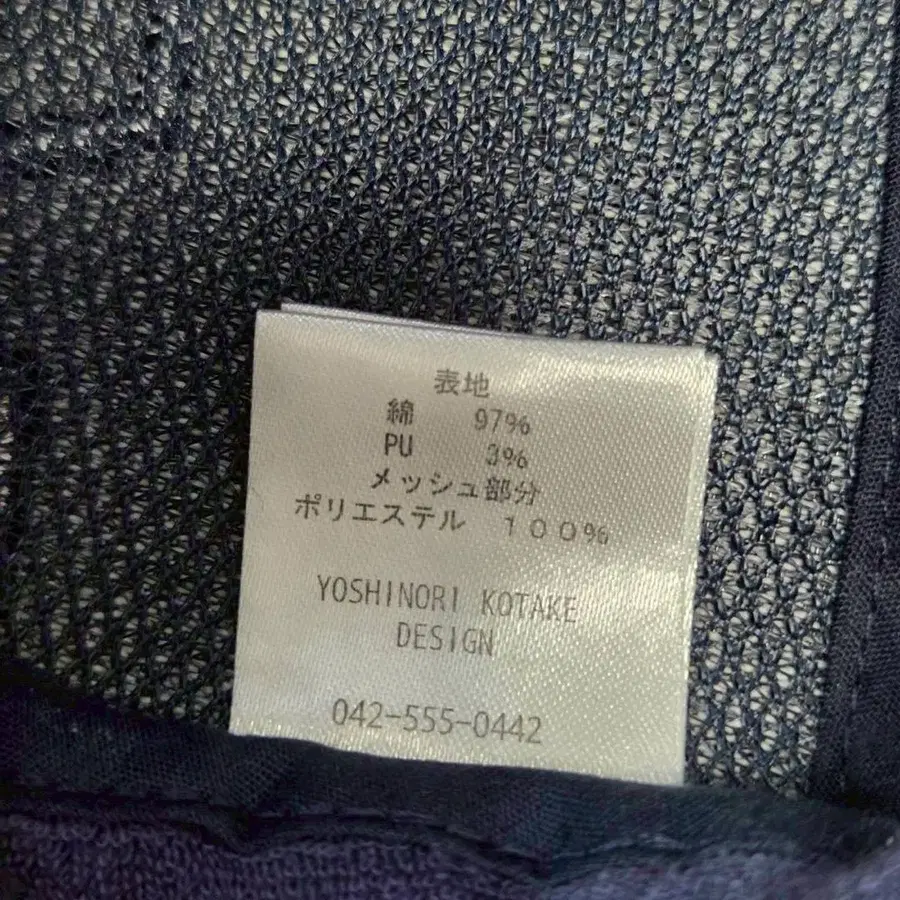 表地
綿 97%
PU 3%
メッシュ部分
ポリエステル 100%
YOSHINORI KOTAKE
DESIGN
042-555-0442